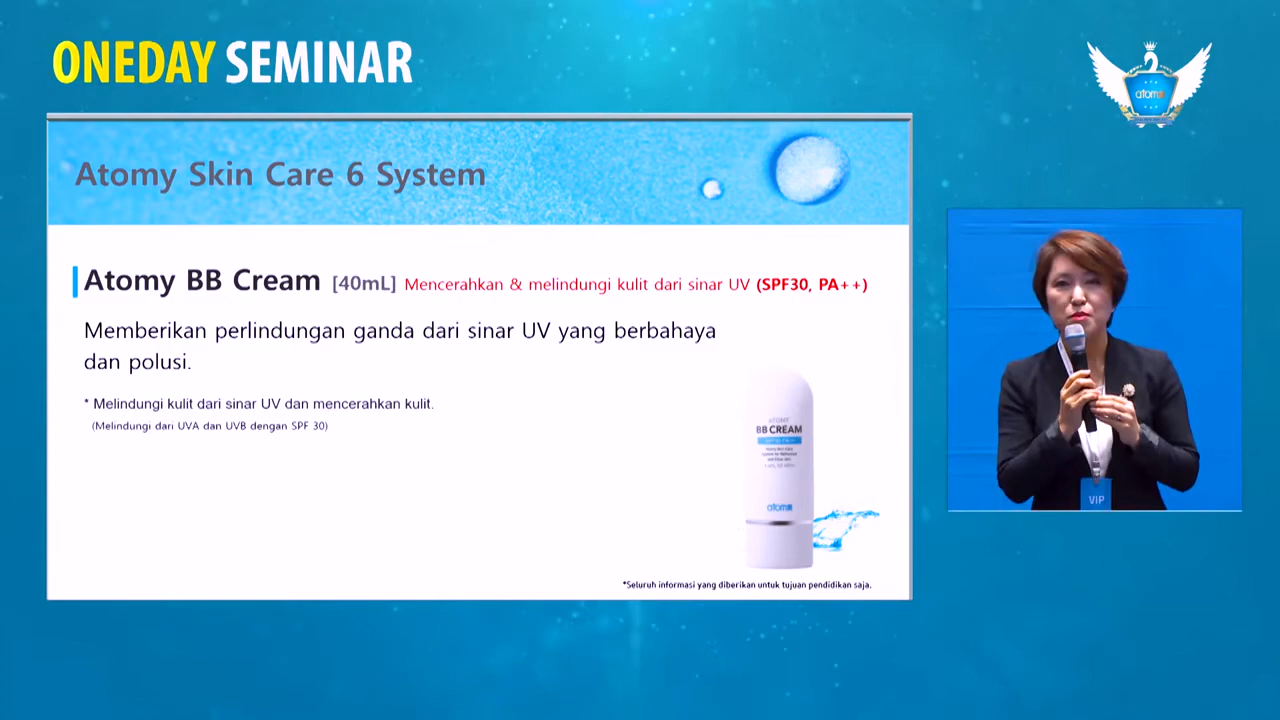 ONEDAY SEMINAR
atom
Atomy Skin Care 6 System
Atomy BB Cream [40mL] Mencerahkan & melindungi kulit dari sinar UV (SPF30, PA++)
Memberikan perlindungan ganda dari sinar UV yang berbahaya
dan polusi.
* Melindungi kulit dari sinar UV dan mencerahkan kulit.
(Melindungi dari UVA dan UVB dengan SPF 30)
ATOMY
BB CREAM
atom
*Seluruh informasi yang diberikan untuk tujuan pendidikan saja.
VIP